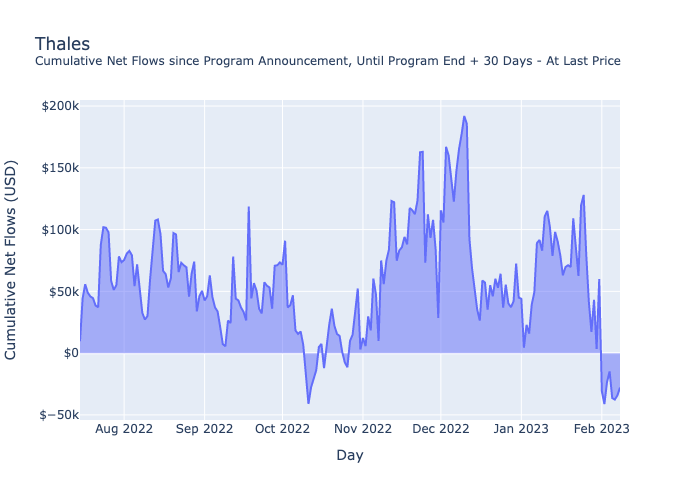 Thales
Cumulative Net Flows since Program Announcement, Until Program End + 30 Days - At Last Price
$200k
$150k
$100k
$50k
$0
$−50k
Cumulative Net Flows (USD)
Aug 2022
Sep 2022
Oct 2022
Nov 2022
Dec 2022
Jan 2023
Feb 2023
Day